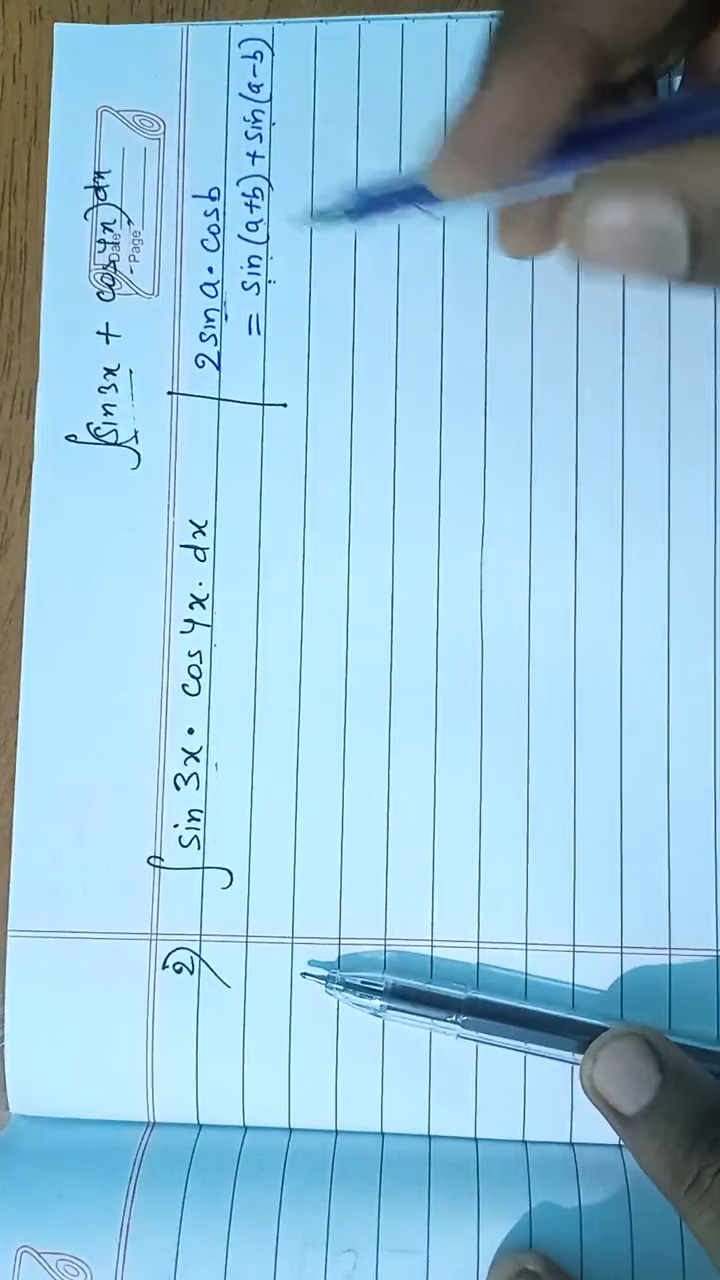 ∫(sin 3x + cos 4x) dx
Date
Page
2) ∫ sin 3x · cos 4x · dx
2 sin a · cos b
= sin (a+b) + sin (a-b)